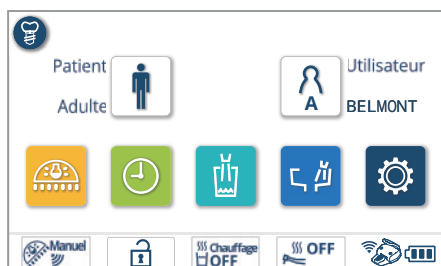 Patient
Utilisateur
Adulte
A
BELMONT
Manuel
Chauffage
OFF
OFF